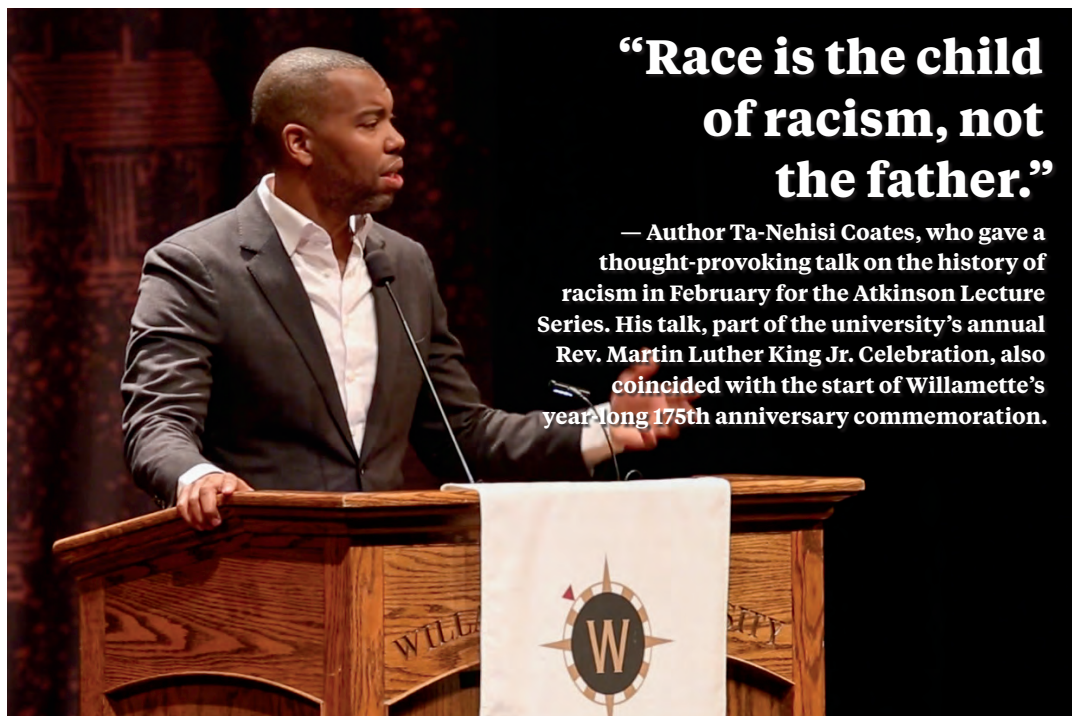 “Race is the child
of racism, not
the father.”
— Author Ta-Nehisi Coates, who gave a
thought-provoking talk on the history of
racism in February for the Atkinson Lecture
Series. His talk, part of the university’s annual
Rev. Martin Luther King Jr. Celebration, also
coincided with the start of Willamette’s
year-long 175th anniversary commemoration.
W